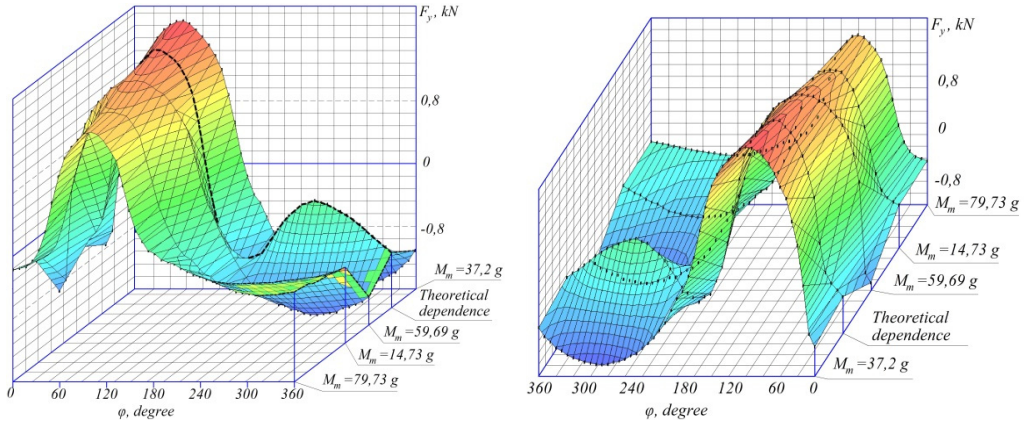 F_y, kN
0,8
0
-0,8
M_m=37,2 g
Theoretical
dependence
M_m=59,69 g
M_m=14,73 g
M_m=79,73 g
0 60 120 180 240 300 360
φ, degree
F_y, kN
0,8
0
-0,8
M_m=79,73 g
M_m=14,73 g
M_m=59,69 g
Theoretical
dependence
M_m=37,2 g
360 300 240 180 120 60 0
φ, degree